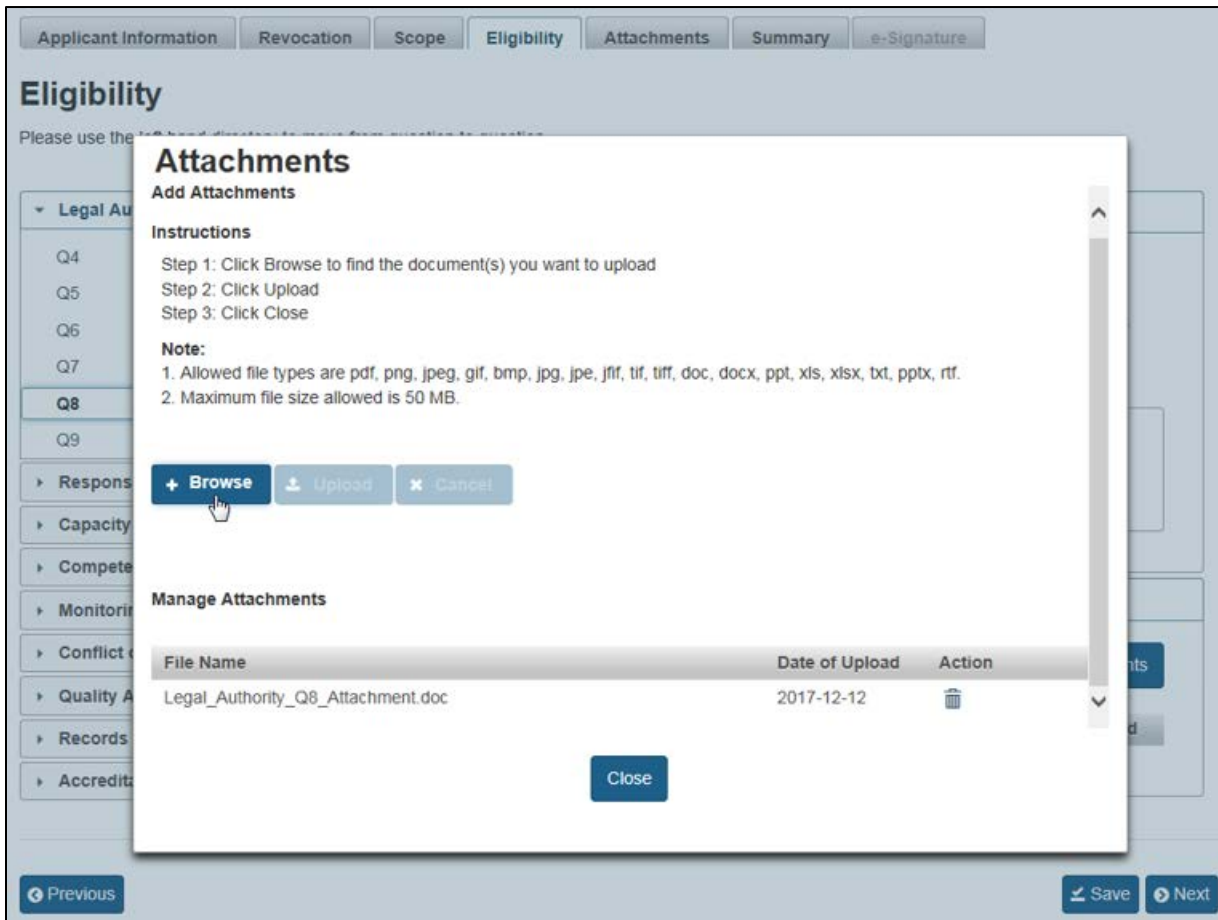 Applicant Information Revocation Scope Eligibility Attachments Summary e-Signature
Eligibility
Please use the
Attachments
Add Attachments
Instructions
Step 1: Click Browse to find the document(s) you want to upload
Step 2: Click Upload
Step 3: Click Close
Note:
1. Allowed file types are pdf, png, jpeg, gif, bmp, jpg, jpe, jfif, tif, tiff, doc, docx, ppt, xls, xlsx, txt, pptx, rtf.
2. Maximum file size allowed is 50 MB.
Legal Au
Q4
Q5
Q6
Q7
Q8
Q9
Respons
Capacity
Compete
Monitorin
Conflict
Quality A
Records
Accredita
Browse Upload Cancel
Manage Attachments
File Name Date of Upload Action
Legal_Authority_Q8_Attachment.doc 2017-12-12
Close
nts
d
Previous Save Next